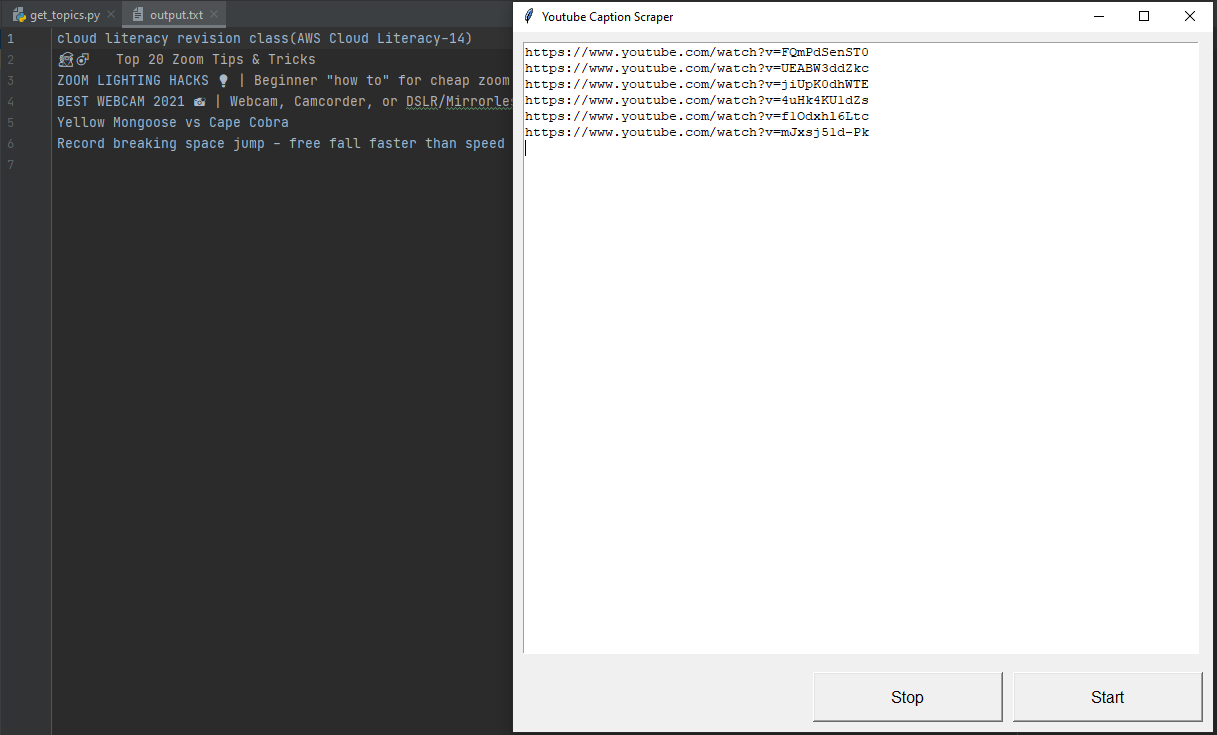 get_topics.py
output.txt
1 cloud literacy revision class(AWS Cloud Literacy-14)
2 Top 20 Zoom Tips & Tricks
3 ZOOM LIGHTING HACKS 💡 | Beginner "how to" for cheap zoom
4 BEST WEBCAM 2021 📸 | Webcam, Camcorder, or DSLR/Mirrorles
5 Yellow Mongoose vs Cape Cobra
6 Record breaking space jump - free fall faster than speed
7
Youtube Caption Scraper
https://www.youtube.com/watch?v=FQmPdSenST0
https://www.youtube.com/watch?v=UEABW3ddZkc
https://www.youtube.com/watch?v=jiUpK0dhWTE
https://www.youtube.com/watch?v=4uHk4KUldZs
https://www.youtube.com/watch?v=flOdxhl6Ltc
https://www.youtube.com/watch?v=mJxsj51d-Pk
Stop
Start